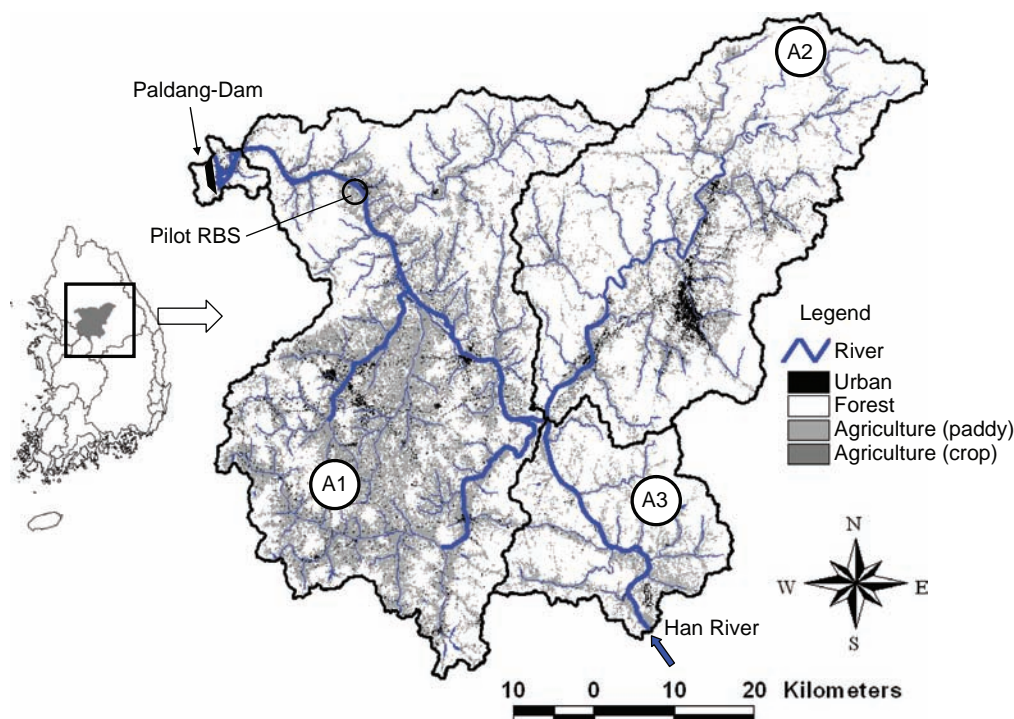 A2
Paldang-Dam
Pilot RBS
Legend
River
Urban
Forest
Agriculture (paddy)
Agriculture (crop)
A1
A3
N
W E
S
Han River
10 0 10 20 Kilometers